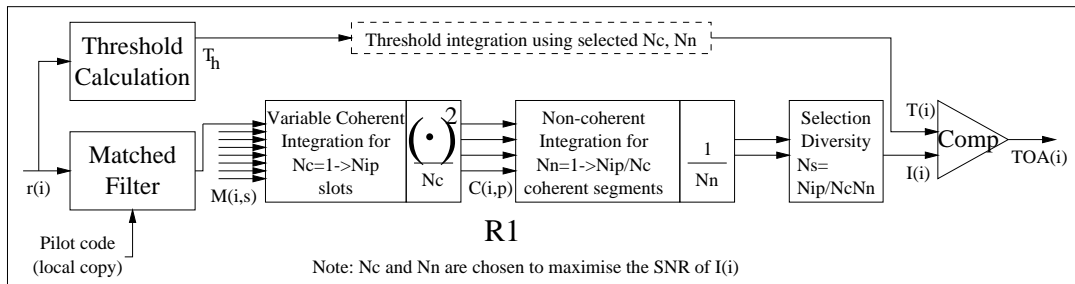 Threshold
Calculation
T
h
Threshold integration using selected Nc, Nn
r(i)
Matched
Filter
Pilot code
(local copy)
M(i,s)
Variable Coherent
Integration for
Nc=1->Nip
slots
(•)
2
Nc
C(i,p)
Non-coherent
Integration for
Nn=1->Nip/Nc
coherent segments
1
Nn
Selection
Diversity
Ns=
Nip/NcNn
T(i)
I(i)
Comp
TOA(i)
R1
Note: Nc and Nn are chosen to maximise the SNR of I(i)